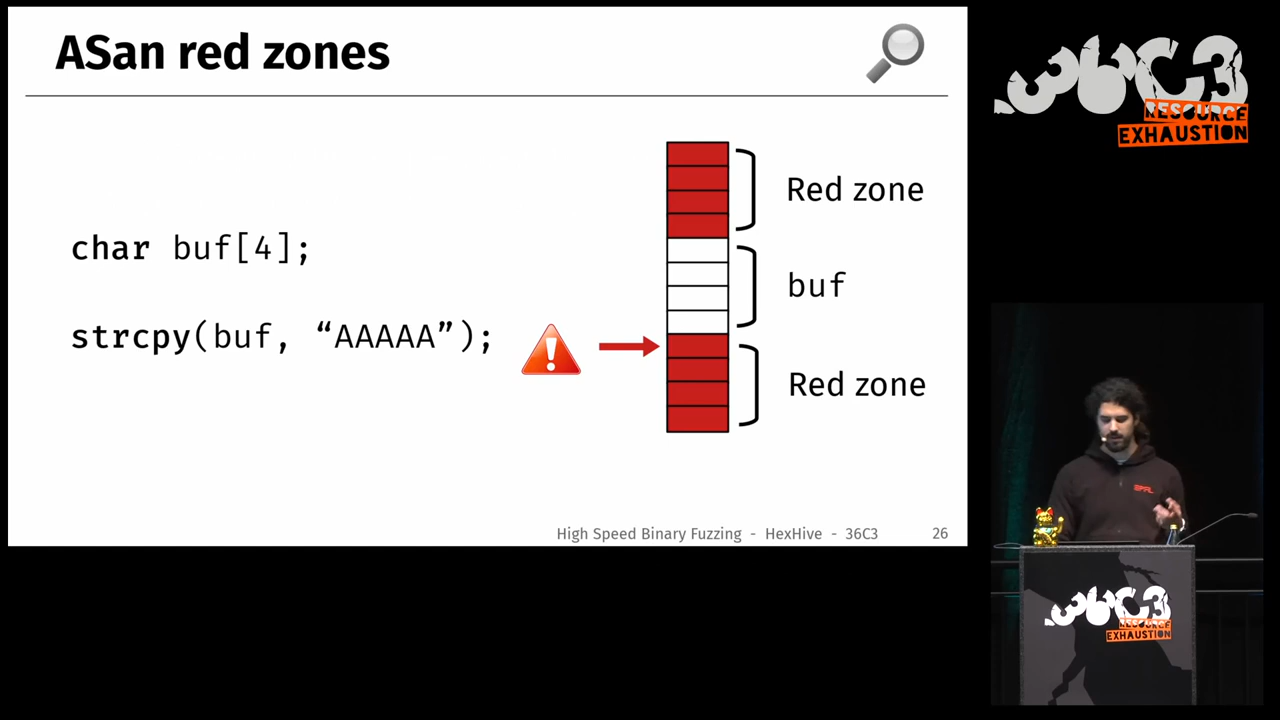 ASan red zones
char buf[4];
strcpy(buf, “AAAAA”);
Red zone
buf
Red zone
High Speed Binary Fuzzing - HexHive - 36C3 26
36C3
RESOURCE
EXHAUSTION
EPFL
36C3
RESOURCE
EXHAUSTION